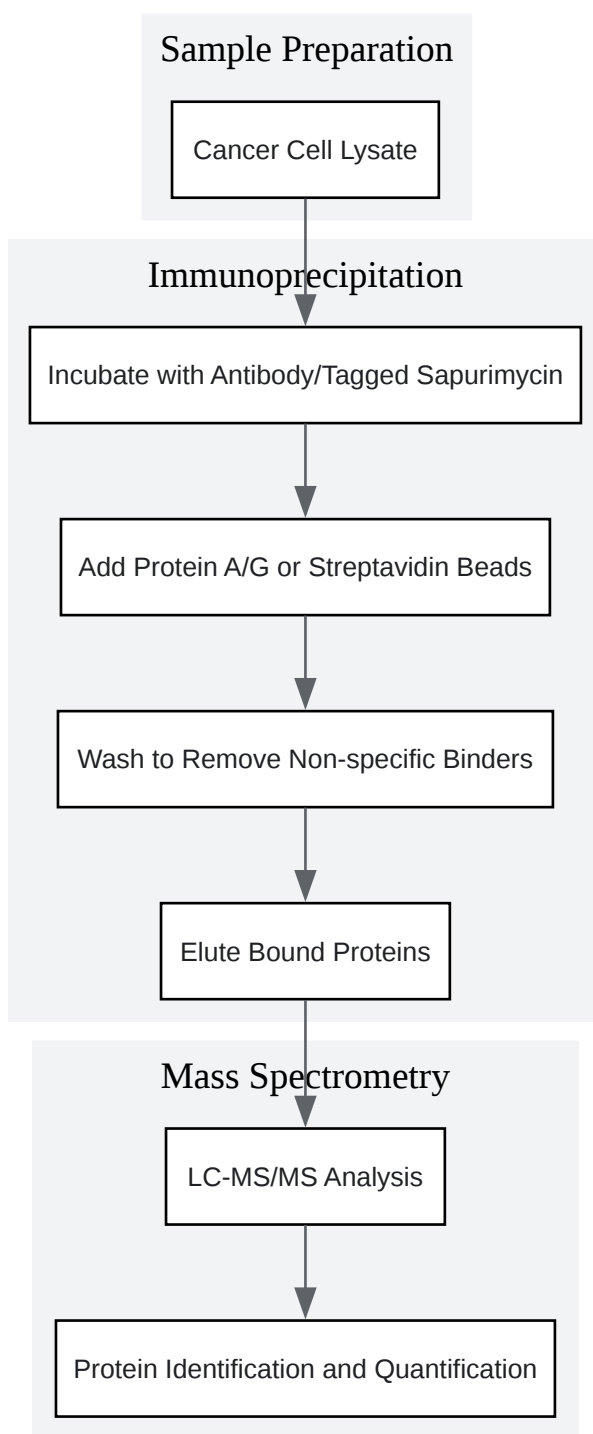 Sample Preparation
Cancer Cell Lysate
Immunoprecipitation
Incubate with Antibody/Tagged Sapurimycin
Add Protein A/G or Streptavidin Beads
Wash to Remove Non-specific Binders
Elute Bound Proteins
Mass Spectrometry
LC-MS/MS Analysis
Protein Identification and Quantification